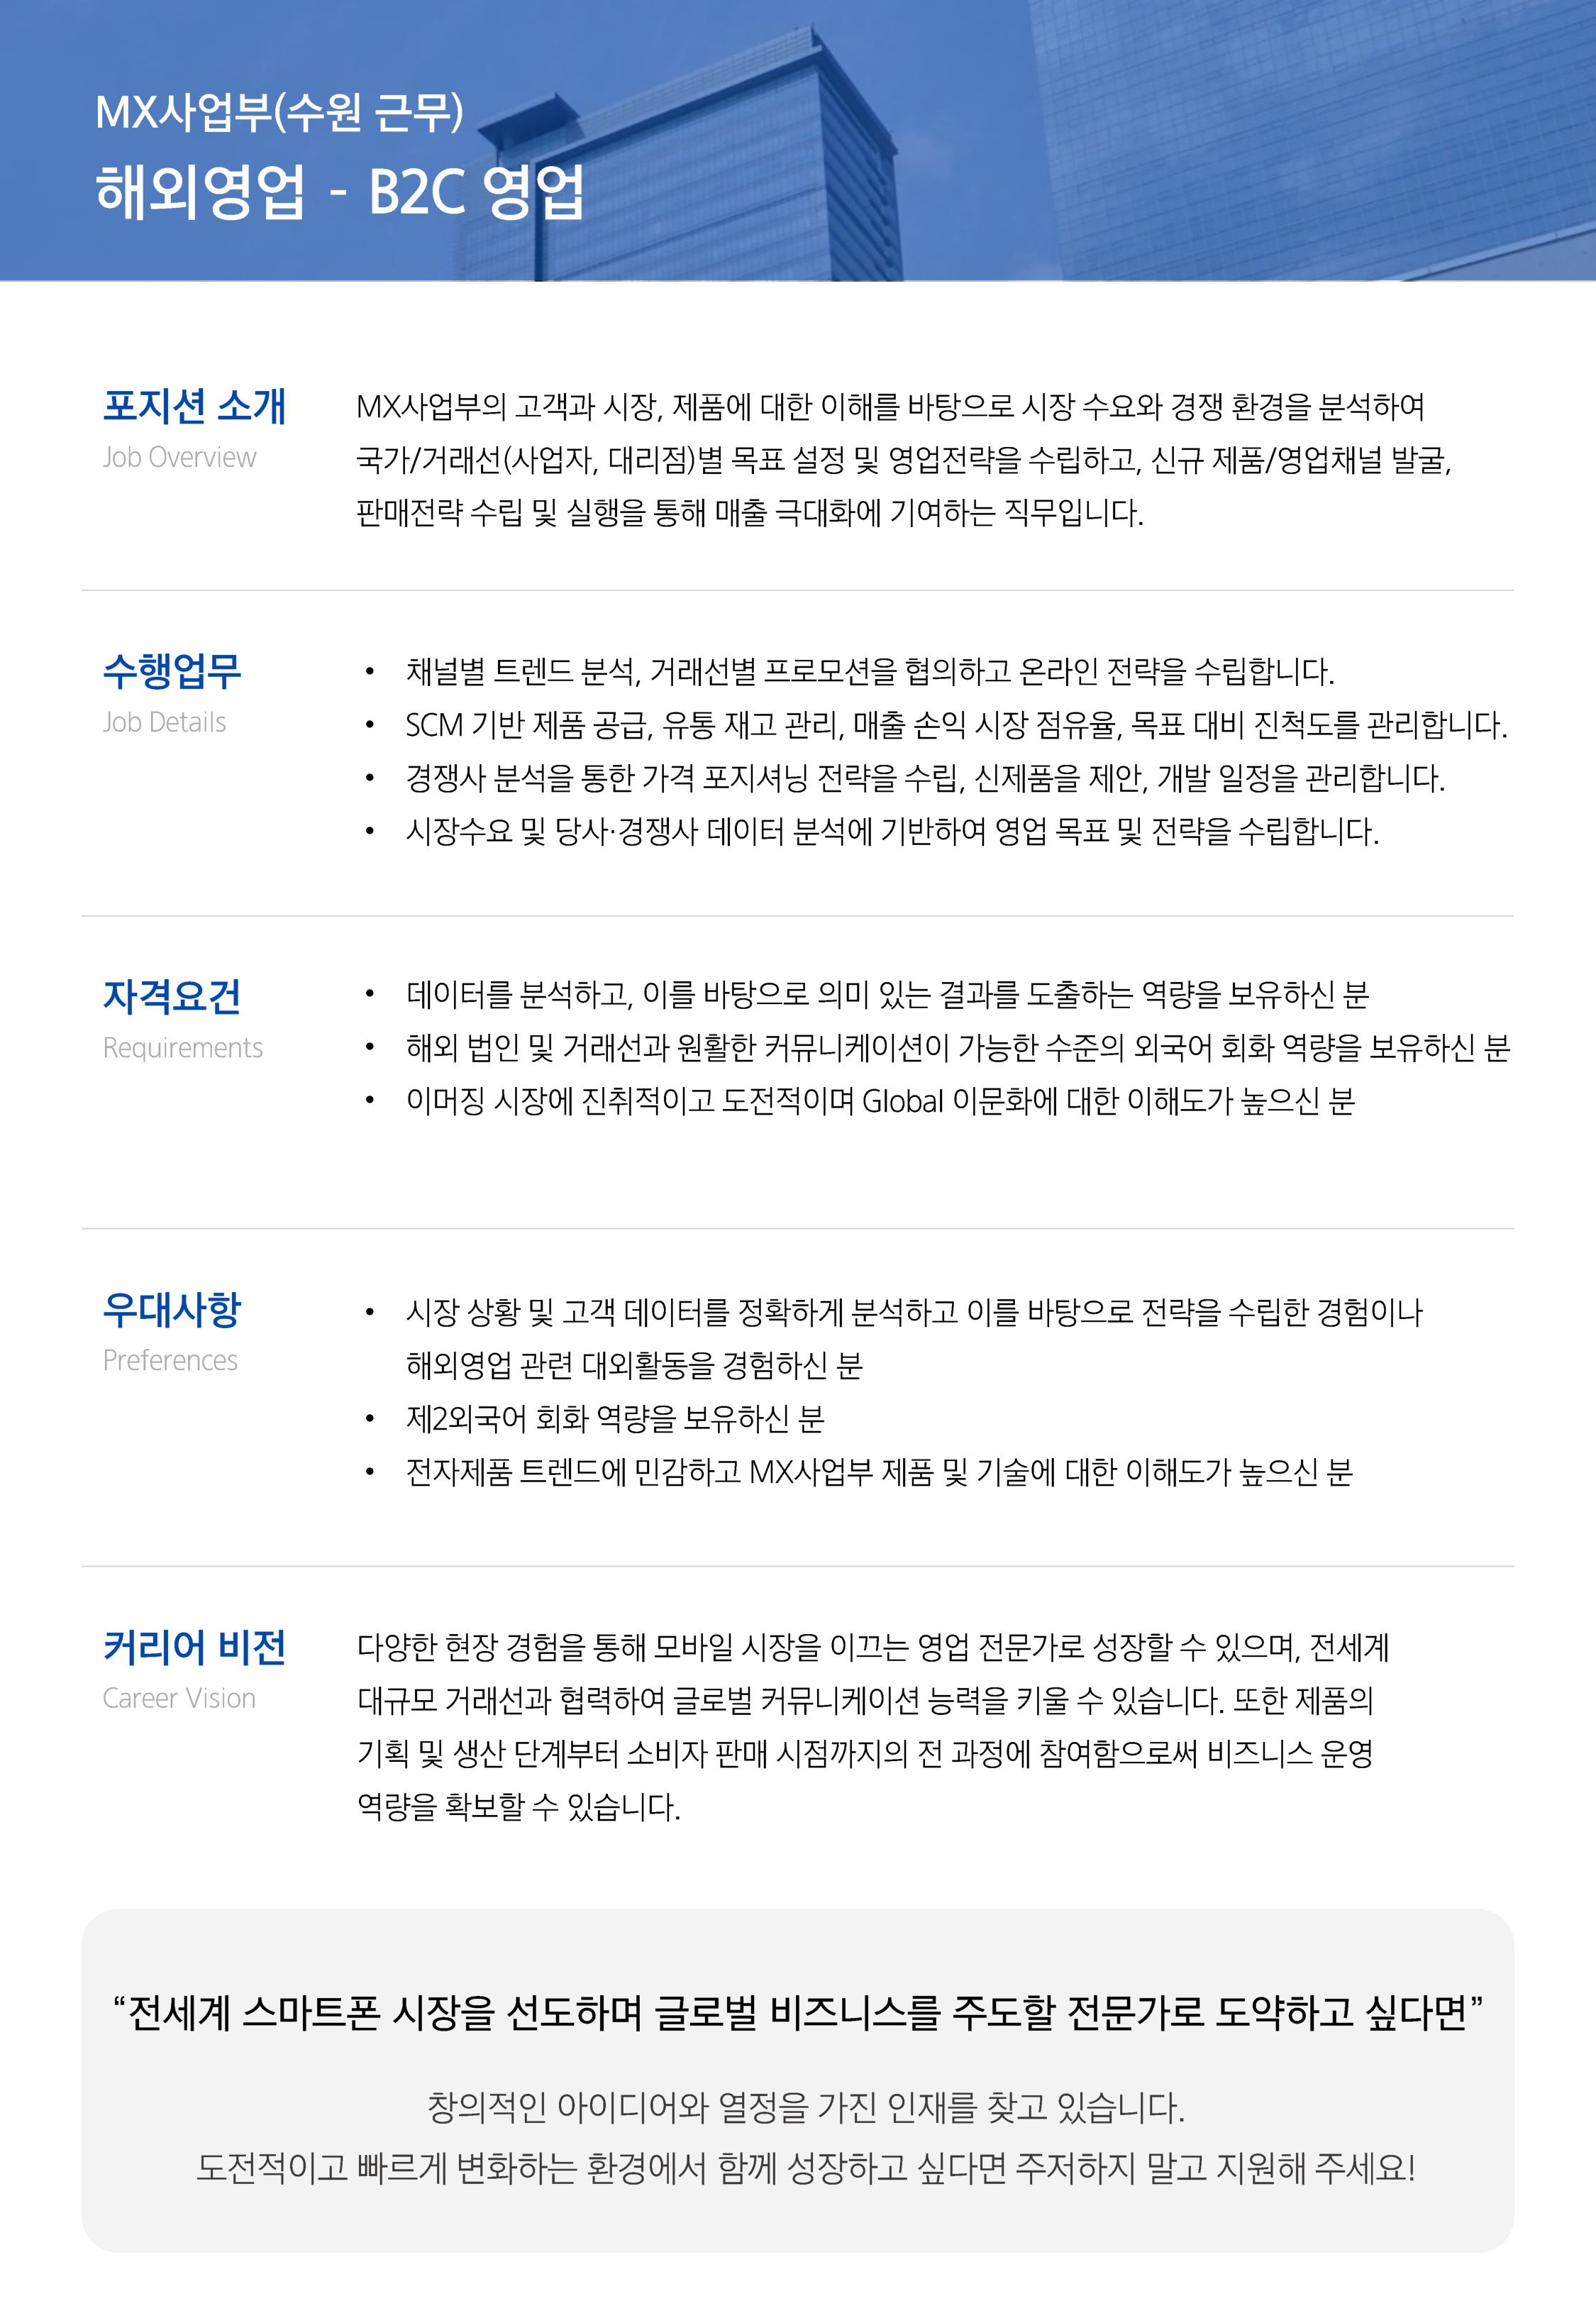 MX사업부(수원 근무)
해외영업 - B2C 영업
포지션 소개
Job Overview
MX사업부의 고객과 시장, 제품에 대한 이해를 바탕으로 시장 수요와 경쟁 환경을 분석하여
국가/거래선(사업자, 대리점)별 목표 설정 및 영업전략을 수립하고, 신규 제품/영업채널 발굴,
판매전략 수립 및 실행을 통해 매출 극대화에 기여하는 직무입니다.
수행업무
Job Details
• 채널별 트렌드 분석, 거래선별 프로모션을 협의하고 온라인 전략을 수립합니다.
• SCM 기반 제품 공급, 유통 재고 관리, 매출 손익 시장 점유율, 목표 대비 진척도를 관리합니다.
• 경쟁사 분석을 통한 가격 포지셔닝 전략을 수립, 신제품을 제안, 개발 일정을 관리합니다.
• 시장수요 및 당사·경쟁사 데이터 분석에 기반하여 영업 목표 및 전략을 수립합니다.
자격요건
Requirements
• 데이터를 분석하고, 이를 바탕으로 의미 있는 결과를 도출하는 역량을 보유하신 분
• 해외 법인 및 거래선과 원활한 커뮤니케이션이 가능한 수준의 외국어 회화 역량을 보유하신 분
• 이머징 시장에 진취적이고 도전적이며 Global 이문화에 대한 이해도가 높으신 분
우대사항
Preferences
• 시장 상황 및 고객 데이터를 정확하게 분석하고 이를 바탕으로 전략을 수립한 경험이나
해외영업 관련 대외활동을 경험하신 분
• 제2외국어 회화 역량을 보유하신 분
• 전자제품 트렌드에 민감하고 MX사업부 제품 및 기술에 대한 이해도가 높으신 분
커리어 비전
Career Vision
다양한 현장 경험을 통해 모바일 시장을 이끄는 영업 전문가로 성장할 수 있으며, 전세계
대규모 거래선과 협력하여 글로벌 커뮤니케이션 능력을 키울 수 있습니다. 또한 제품의
기획 및 생산 단계부터 소비자 판매 시점까지의 전 과정에 참여함으로써 비즈니스 운영
역량을 확보할 수 있습니다.
“전세계 스마트폰 시장을 선도하며 글로벌 비즈니스를 주도할 전문가로 도약하고 싶다면”
창의적인 아이디어와 열정을 가진 인재를 찾고 있습니다.
도전적이고 빠르게 변화하는 환경에서 함께 성장하고 싶다면 주저하지 말고 지원해 주세요!